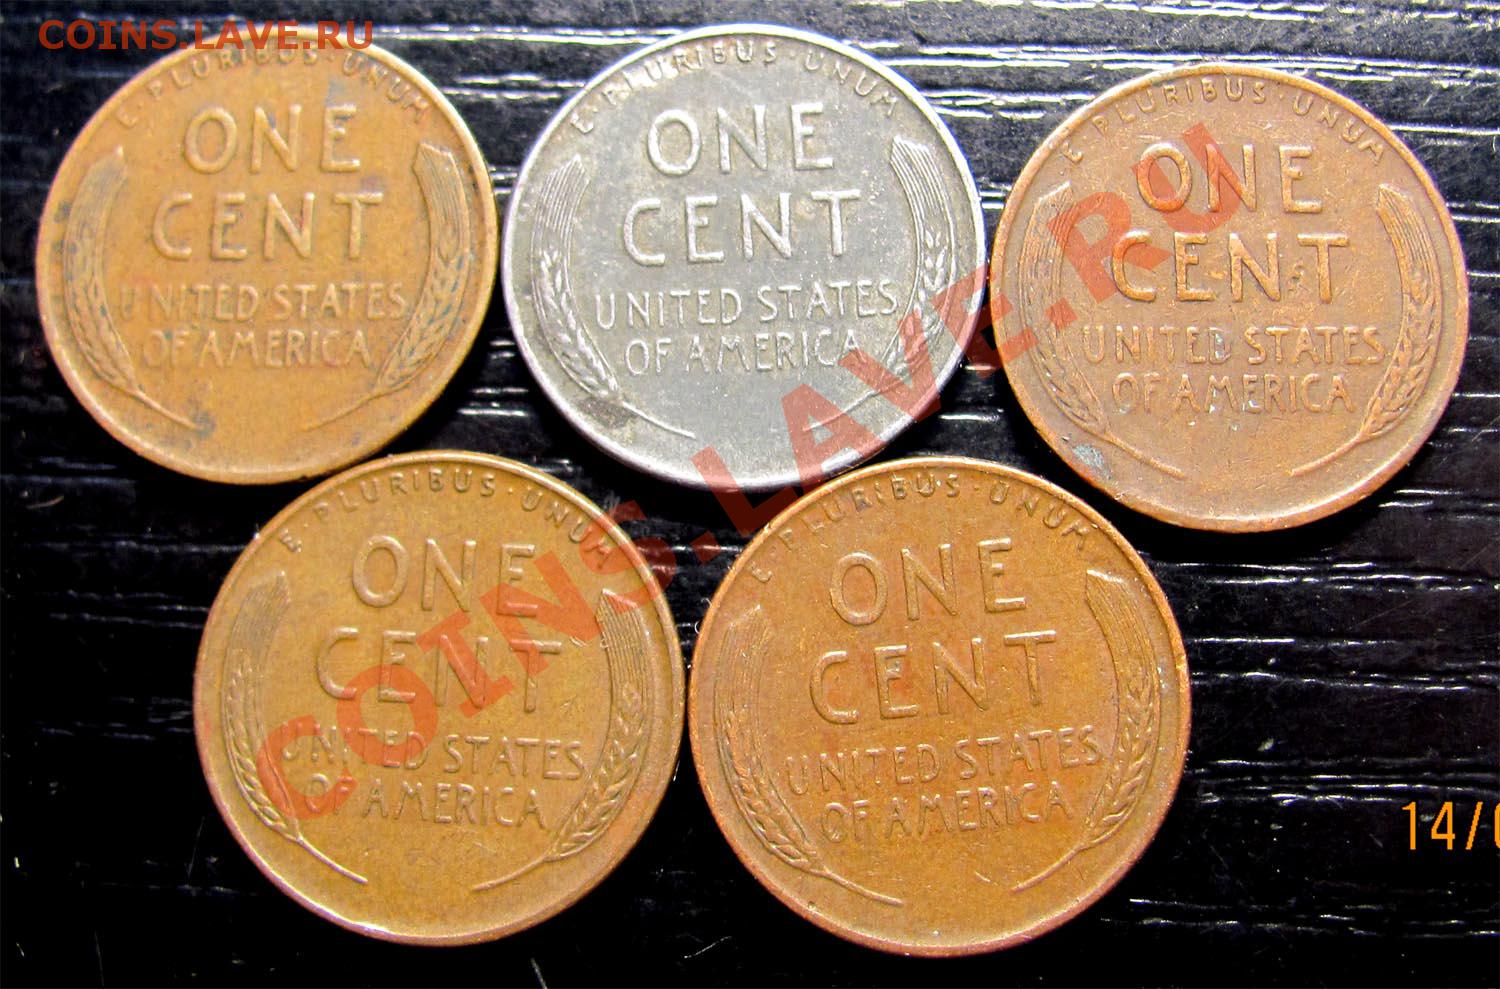 COINS.LAVE.RU
E · PLURIBUS · UNUM
ONE
CENT
UNITED STATES
OF AMERICA
E · PLURIBUS · UNUM
ONE
CENT
UNITED STATES
OF AMERICA
E · PLURIBUS · UNUM
ONE
CENT
UNITED STATES
OF AMERICA
E · PLURIBUS · UNUM
ONE
CENT
UNITED STATES
OF AMERICA
E · PLURIBUS · UNUM
ONE
CENT
UNITED STATES
OF AMERICA
COINS.LAVE.RU
14/